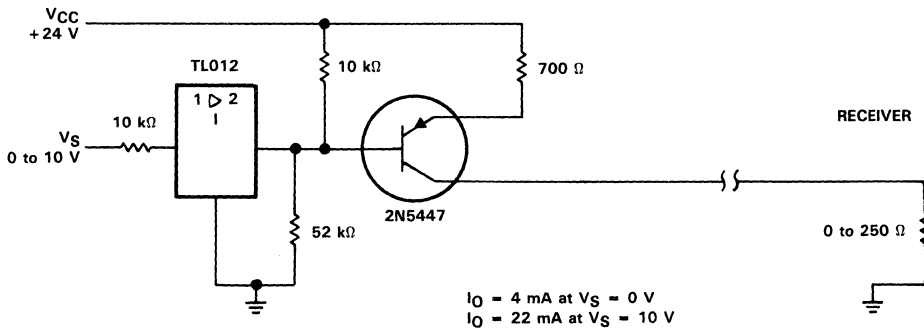 VCC
+24 V
TL012
1 ▷ 2
I
10 kΩ
700 Ω
10 kΩ
VS
0 to 10 V
RECEIVER
2N5447
52 kΩ
0 to 250 Ω
IO = 4 mA at VS = 0 V
IO = 22 mA at VS = 10 V